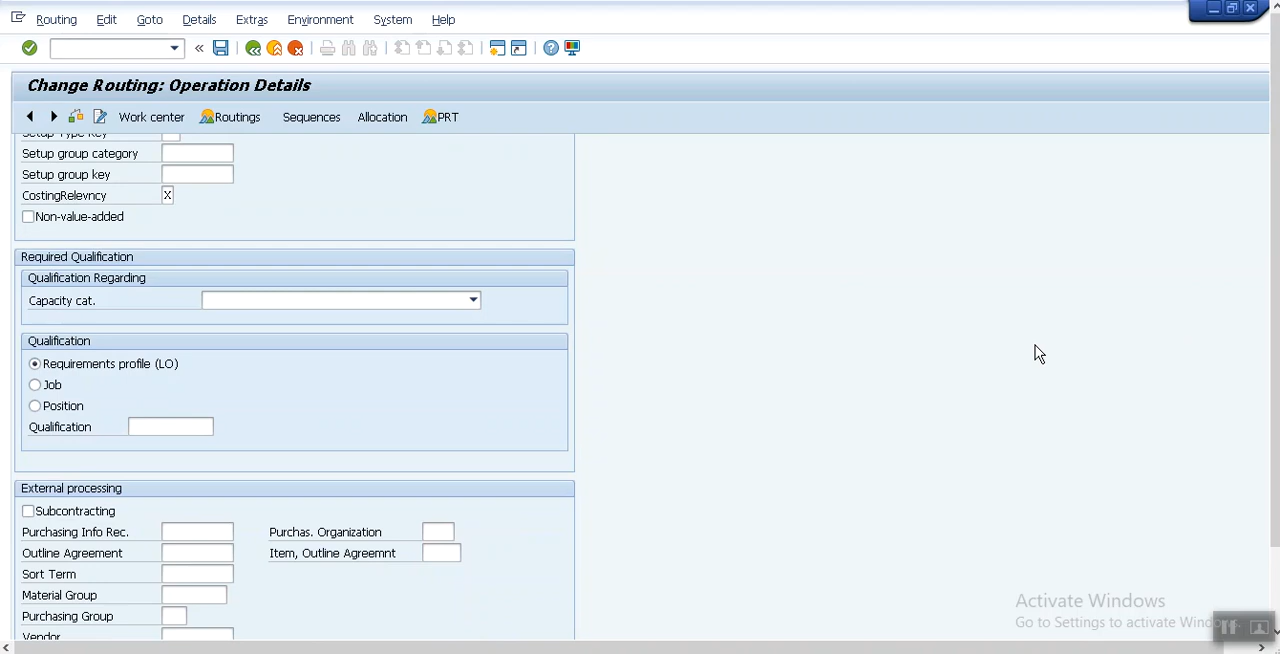 Routing Edit Goto Details Extras Environment System Help
Change Routing: Operation Details
Work center Routings Sequences Allocation PRT
Setup Type Key
Setup group category
Setup group key
CostingRelevncy X
Non-value-added
Required Qualification
Qualification Regarding
Capacity cat.
Qualification
Requirements profile (LO)
Job
Position
Qualification
External processing
Subcontracting
Purchasing Info Rec. Purchas. Organization
Outline Agreement Item, Outline Agreemnt
Sort Term
Material Group
Purchasing Group
Vendor
Activate Windows
Go to Settings to activate